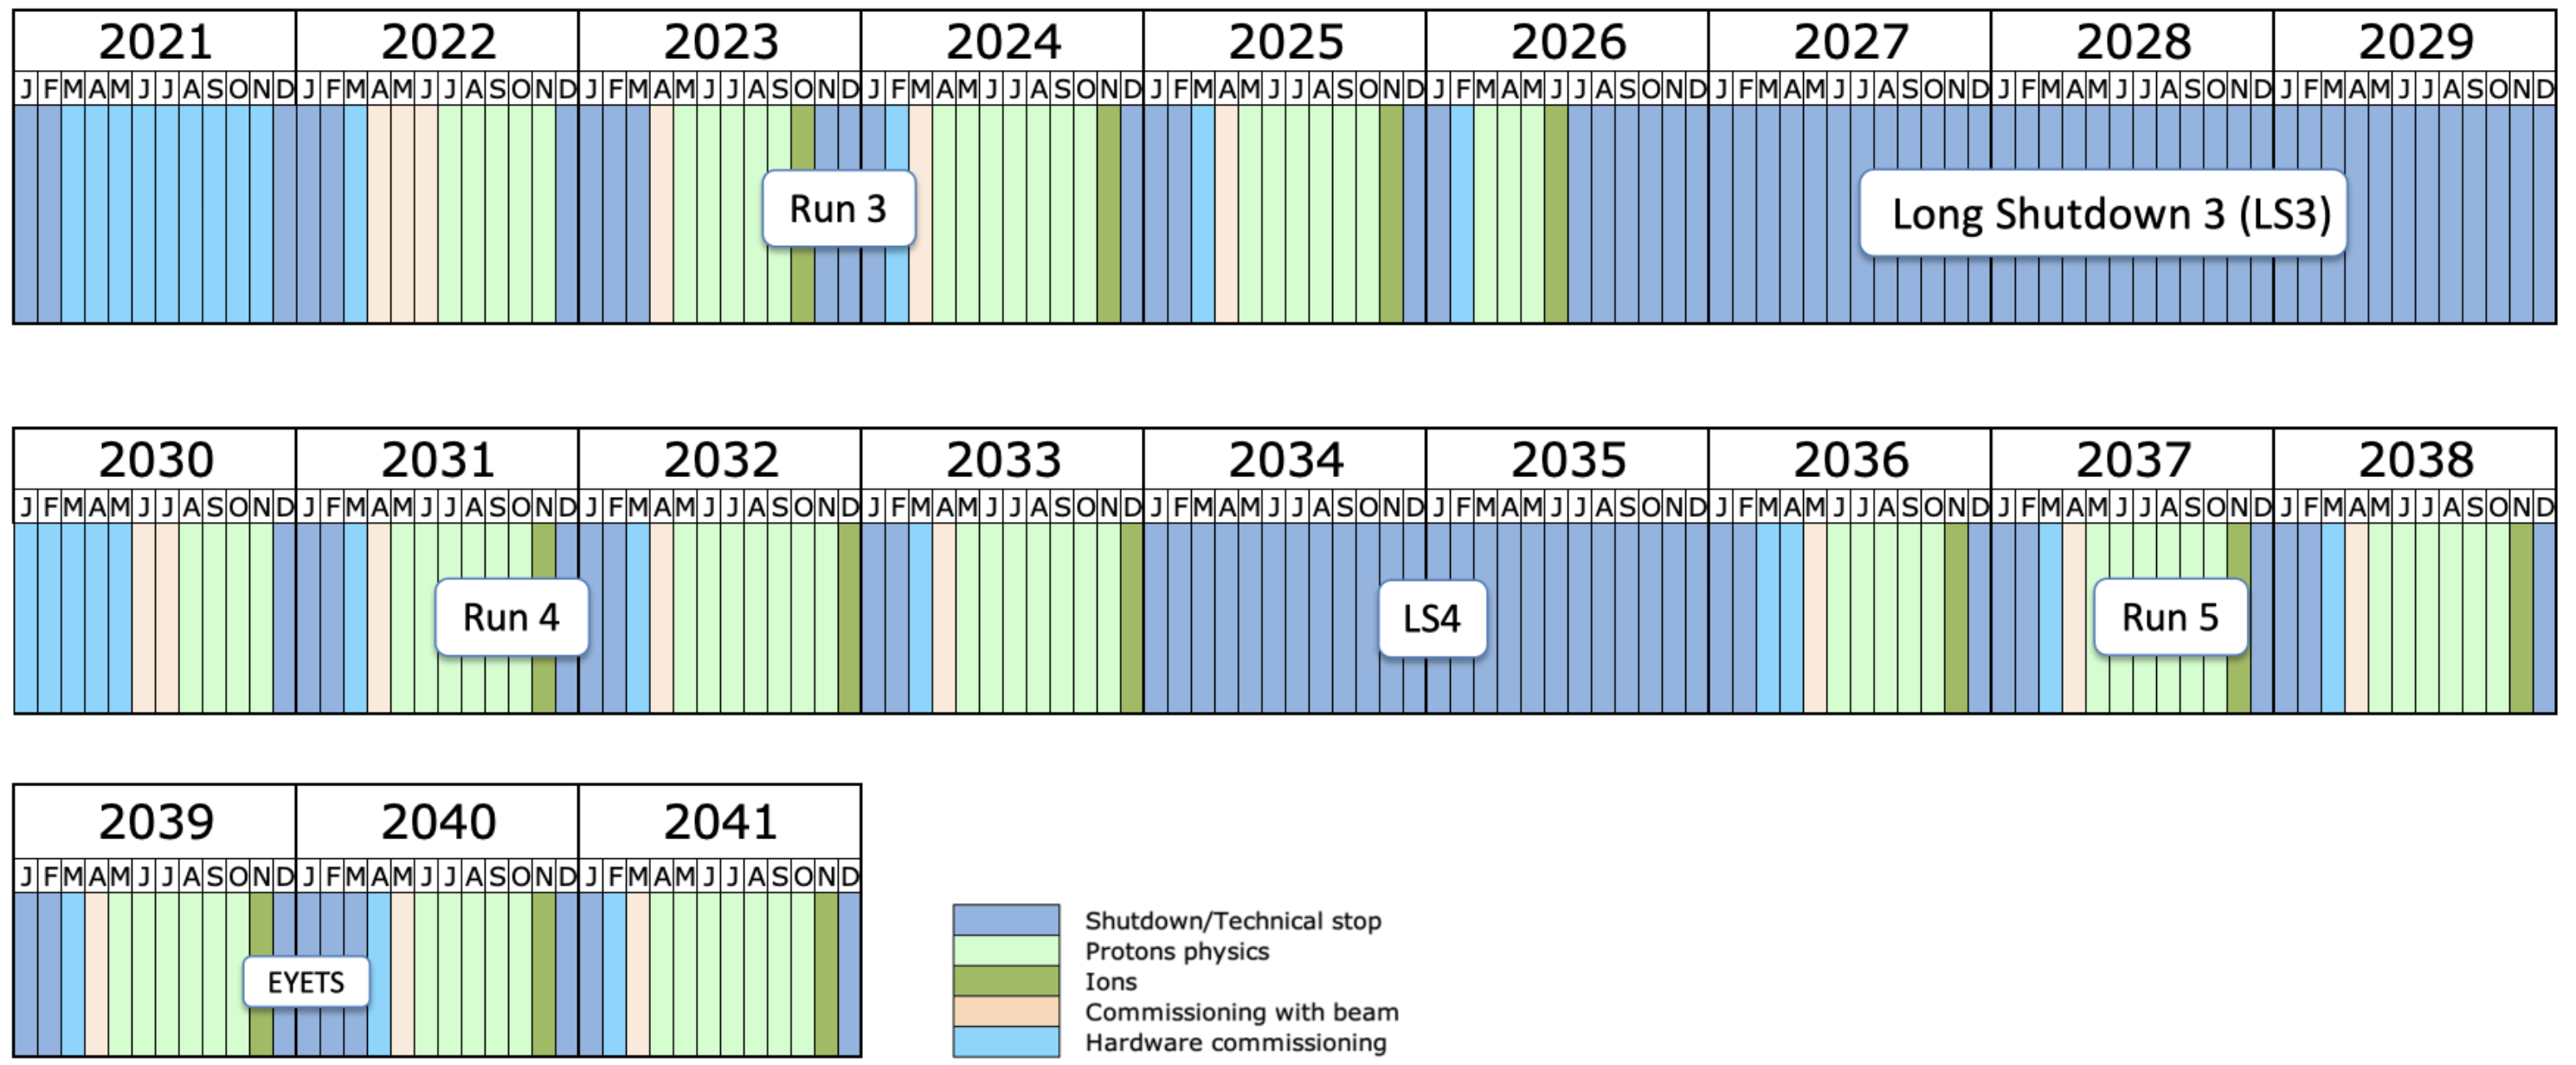 2021 2022 2023 2024 2025 2026 2027 2028 2029
J F M A M J J A S O N D J F M A M J J A S O N D J F M A M J J A S O N D J F M A M J J A S O N D J F M A M J J A S O N D J F M A M J J A S O N D J F M A M J J A S O N D J F M A M J J A S O N D J F M A M J J A S O N D
Run 3 Long Shutdown 3 (LS3)
2030 2031 2032 2033 2034 2035 2036 2037 2038
J F M A M J J A S O N D J F M A M J J A S O N D J F M A M J J A S O N D J F M A M J J A S O N D J F M A M J J A S O N D J F M A M J J A S O N D J F M A M J J A S O N D J F M A M J J A S O N D J F M A M J J A S O N D
Run 4 LS4 Run 5
2039 2040 2041
J F M A M J J A S O N D J F M A M J J A S O N D J F M A M J J A S O N D
EYETS
Shutdown/Technical stop
Protons physics
Ions
Commissioning with beam
Hardware commissioning